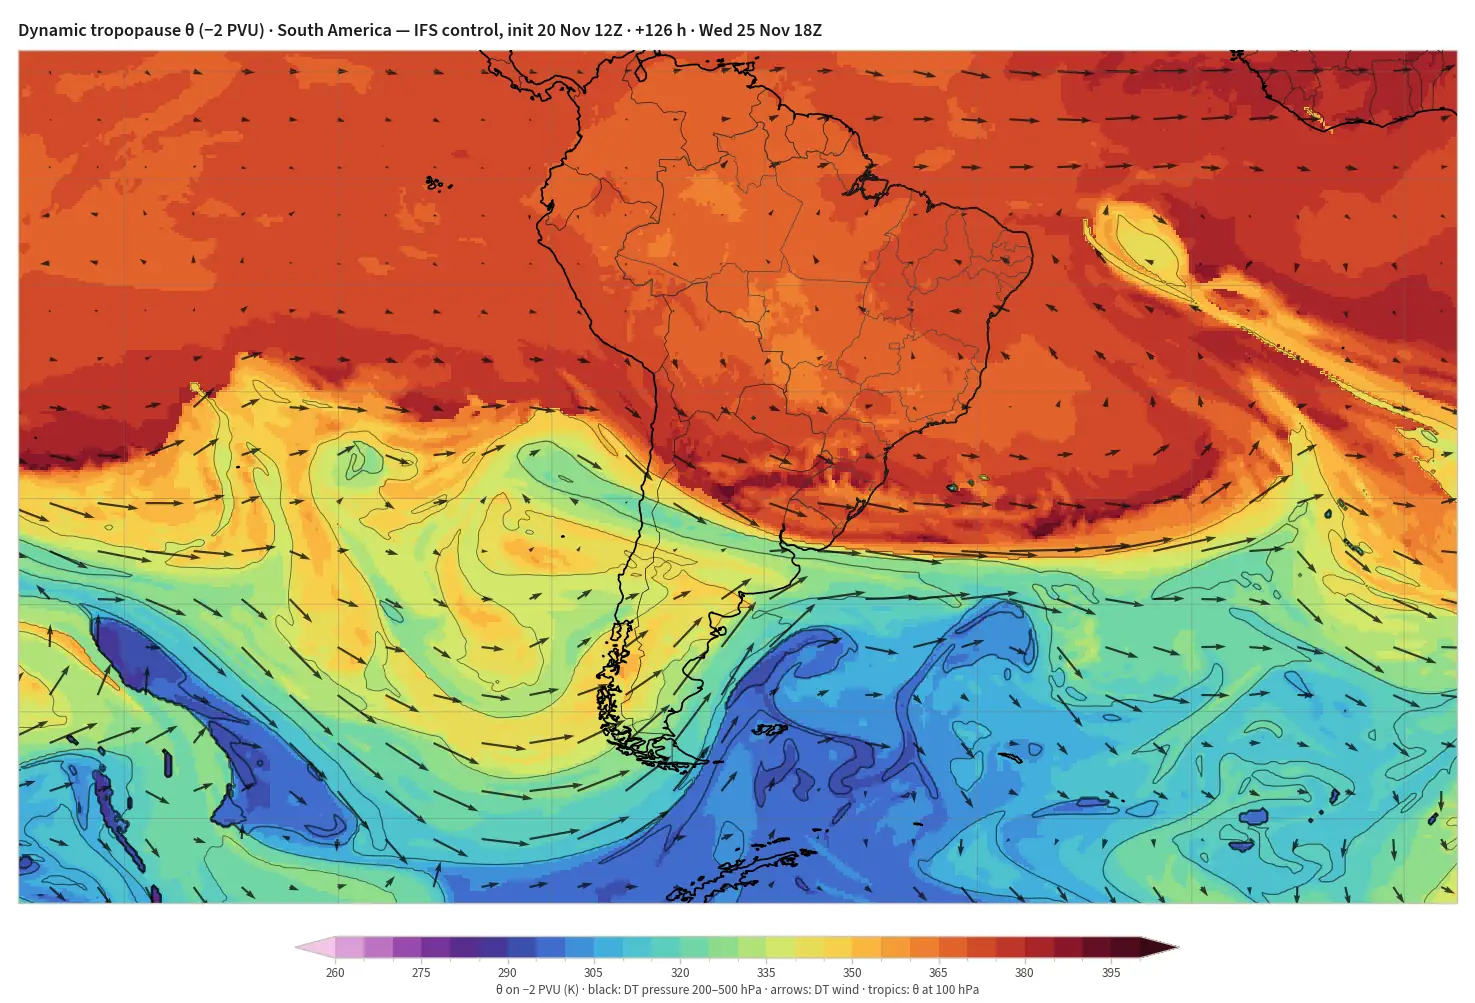 Dynamic tropopause θ (−2 PVU) · South America — IFS control, init 20 Nov 12Z · +126 h · Wed 25 Nov 18Z
260 275 290 305 320 335 350 365 380 395
θ on −2 PVU (K) · black: DT pressure 200–500 hPa · arrows: DT wind · tropics: θ at 100 hPa